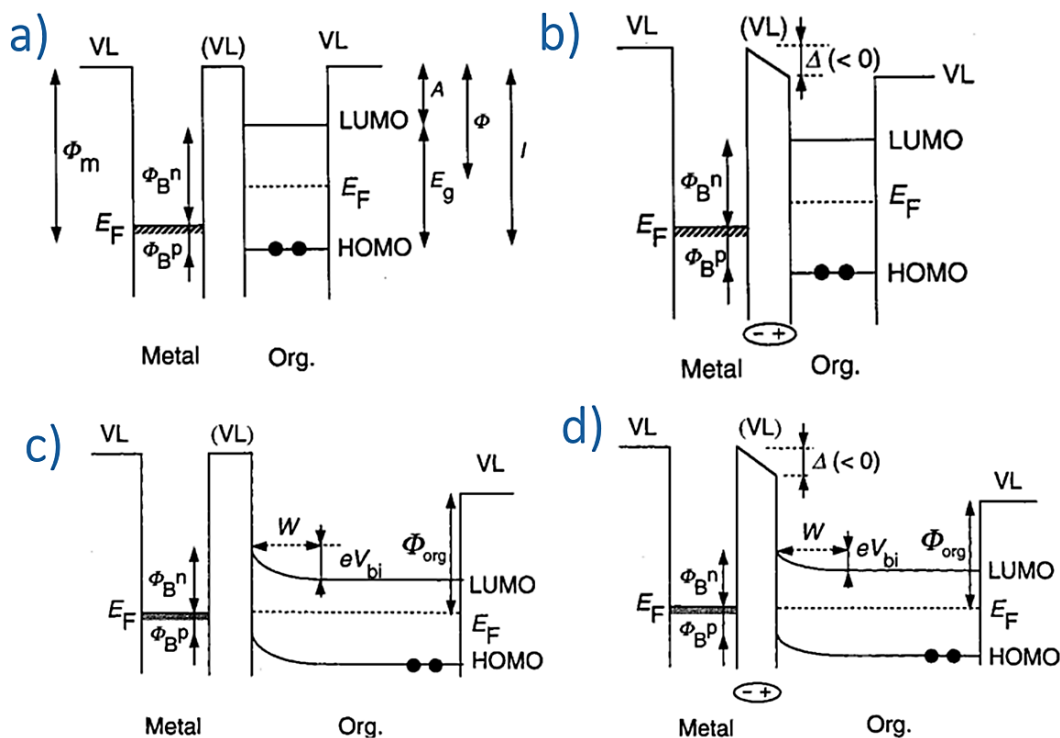 a)
VL
(VL)
VL
A
LUMO
Φ
I
Φm
ΦBⁿ
Eg
EF
EF
ΦBᵖ
HOMO
Metal
Org.
b)
VL
(VL)
Δ (< 0)
VL
LUMO
ΦBⁿ
EF
EF
ΦBᵖ
HOMO
- +
Metal
Org.
c)
VL
(VL)
VL
W
Φorg
eVbi
ΦBⁿ
LUMO
EF
EF
ΦBᵖ
HOMO
Metal
Org.
d)
VL
(VL)
Δ (< 0)
VL
W
Φorg
eVbi
ΦBⁿ
LUMO
EF
EF
ΦBᵖ
HOMO
- +
Metal
Org.